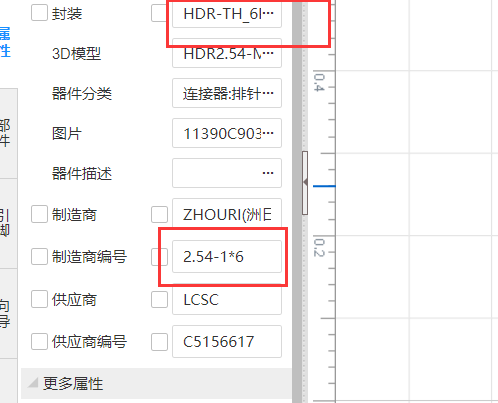 封装 HDR-TH_6I···
属性
3D模型 HDR2.54-M···
0.4
器件分类 连接器:排针···
部件
图片 11390C903···
器件描述 ···
引脚
制造商 ZHOURI(洲日
0.2
制造商编号 2.54-1*6
向导
供应商 LCSC
供应商编号 C5156617
更多属性